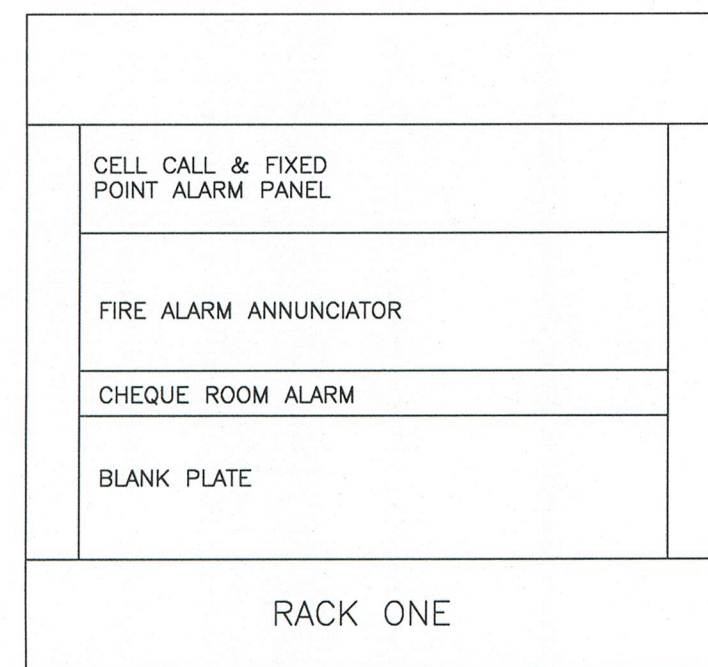 CELL CALL & FIXED
POINT ALARM PANEL
FIRE ALARM ANNUNCIATOR
CHEQUE ROOM ALARM
BLANK PLATE
RACK ONE